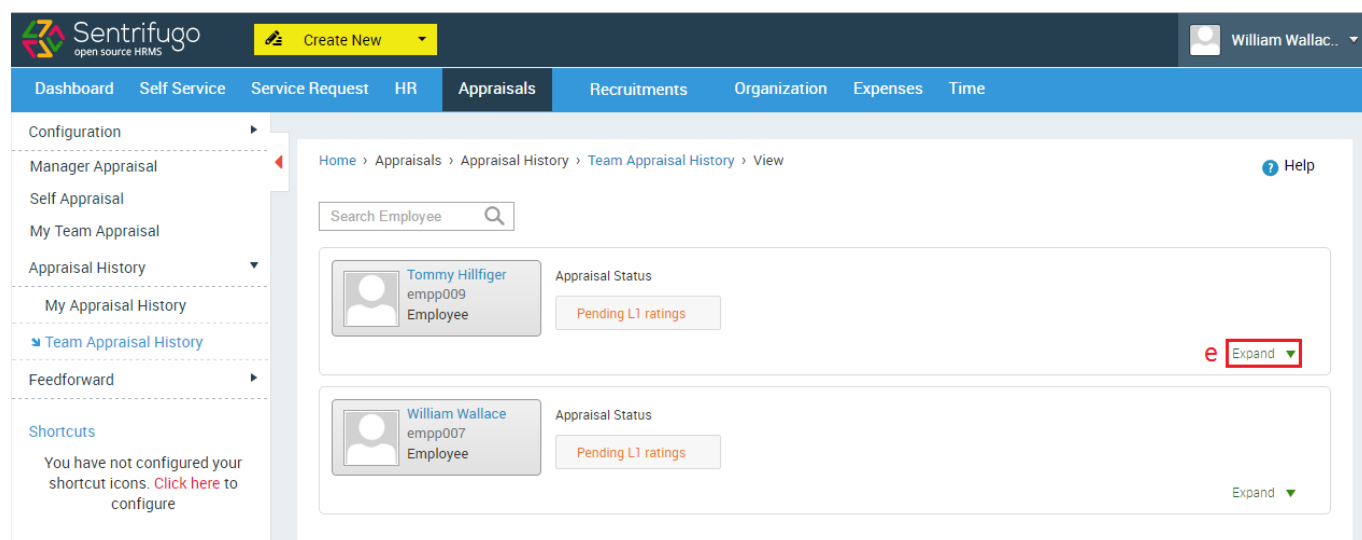 Sentrifugo
open source HRMS
Create New
William Wallac..
Dashboard Self Service Service Request HR Appraisals Recruitments Organization Expenses Time
Configuration
Manager Appraisal
Self Appraisal
My Team Appraisal
Appraisal History
My Appraisal History
Team Appraisal History
Feedforward
Shortcuts
You have not configured your
shortcut icons. Click here to
configure
Home › Appraisals › Appraisal History › Team Appraisal History › View
? Help
Search Employee
Tommy Hillfiger
empp009
Employee
Appraisal Status
Pending L1 ratings
e Expand ▼
William Wallace
empp007
Employee
Appraisal Status
Pending L1 ratings
Expand ▼